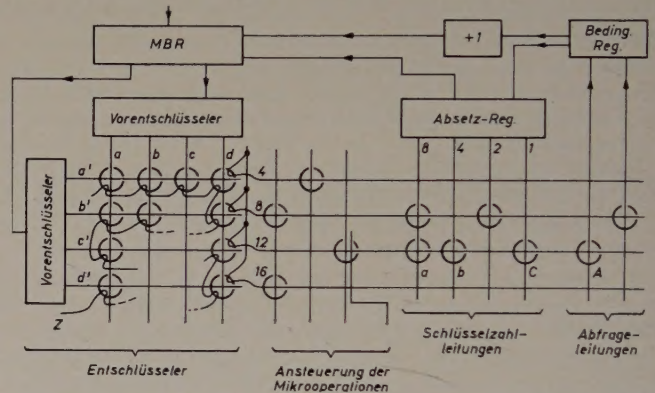 MBR
+1
Beding.
Reg.
Vorentschlüsseler
Absetz-Reg.
a b c d
8 4 2 1
Vorentschlüsseler
a' 4
b' 8
c' 12
a b C A
d' 16
Z
Schlüsselzahl-
leitungen
Abfrage-
leitungen
Entschlüsseler
Ansteuerung der
Mikrooperationen